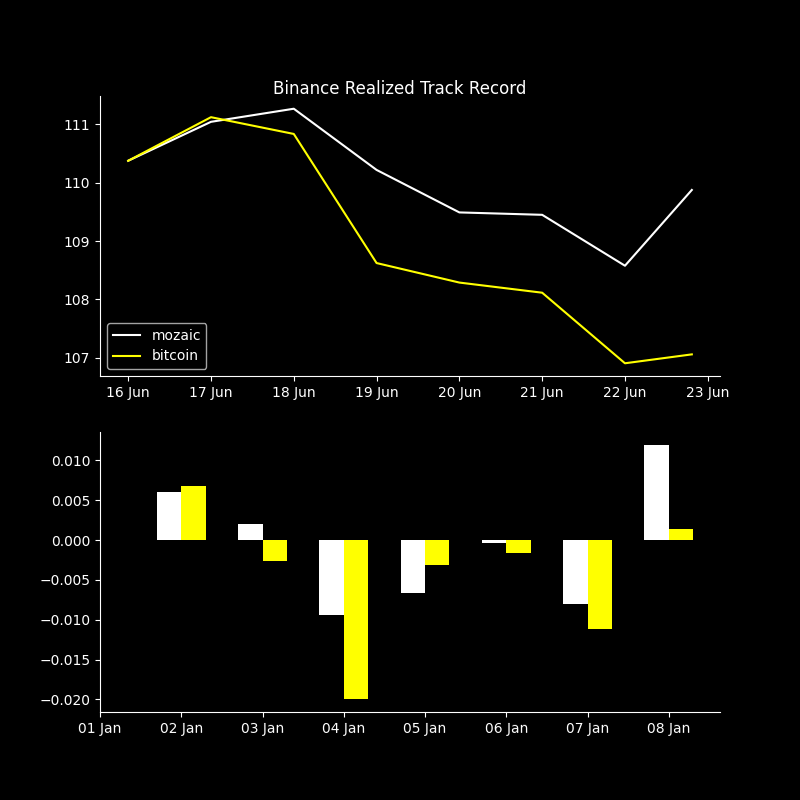 Binance Realized Track Record
111
110
109
108
107
mozaic
bitcoin
16 Jun 17 Jun 18 Jun 19 Jun 20 Jun 21 Jun 22 Jun 23 Jun
0.010
0.005
0.000
−0.005
−0.010
−0.015
−0.020
01 Jan 02 Jan 03 Jan 04 Jan 05 Jan 06 Jan 07 Jan 08 Jan